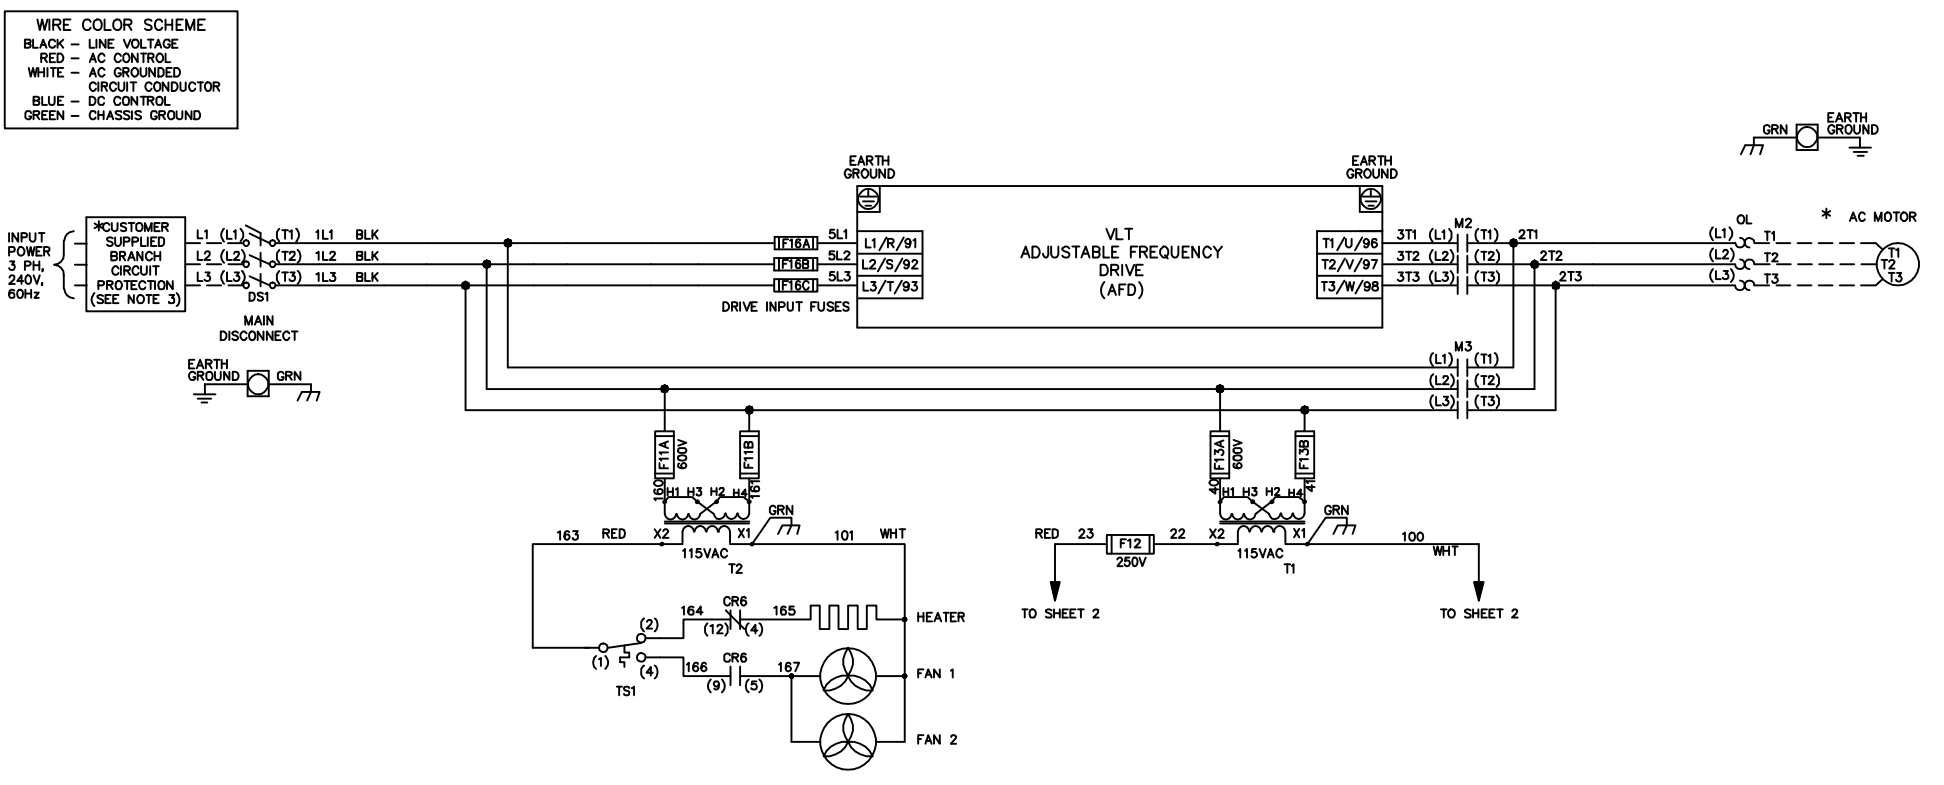 WIRE COLOR SCHEME
BLACK – LINE VOLTAGE
RED – AC CONTROL
WHITE – AC GROUNDED
CIRCUIT CONDUCTOR
BLUE – DC CONTROL
GREEN – CHASSIS GROUND
GRN
EARTH
GROUND
EARTH
GROUND
EARTH
GROUND
INPUT
POWER
3 PH,
240V,
60Hz
*CUSTOMER
SUPPLIED
BRANCH
CIRCUIT
PROTECTION
(SEE NOTE 3)
L1 (L1) (T1) 1L1 BLK
L2 (L2) (T2) 1L2 BLK
L3 (L3) (T3) 1L3 BLK
DS1
MAIN
DISCONNECT
EARTH
GROUND
GRN
F16A 5L1 L1/R/91
F16B 5L2 L2/S/92
F16C 5L3 L3/T/93
DRIVE INPUT FUSES
VLT
ADJUSTABLE FREQUENCY
DRIVE
(AFD)
M2
T1/U/96 3T1 (L1) (T1) 2T1
T2/V/97 3T2 (L2) (T2) 2T2
T3/W/98 3T3 (L3) (T3) 2T3
OL
(L1) T1
(L2) T2
(L3) T3
* AC MOTOR
T1
T2
T3
M3
(L1) (T1)
(L2) (T2)
(L3) (T3)
F11A 600V F11B
160 H1 H3 H2 H4 161
GRN
163 RED X2 X1 101 WHT
115VAC
T2
F13A 600V F13B
40 H1 H3 H2 H4 41
GRN
RED 23 F12 22 X2 X1 100
WHT
250V
115VAC
T1
TO SHEET 2
TO SHEET 2
CR6
164 165 HEATER
(2) (12) (4)
(1)
(4)
TS1
CR6
166 167 FAN 1
(9) (5)
FAN 2